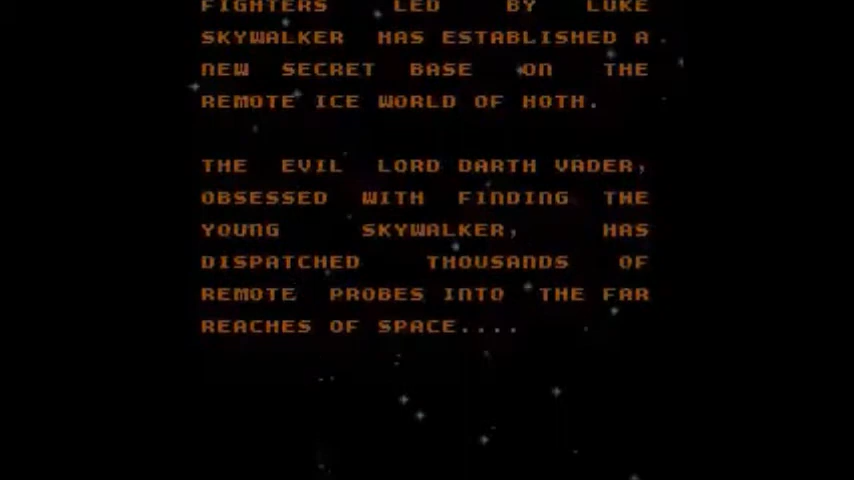 FIGHTERS LED BY LUKE
SKYWALKER HAS ESTABLISHED A
NEW SECRET BASE ON THE
REMOTE ICE WORLD OF HOTH.
THE EVIL LORD DARTH VADER,
OBSESSED WITH FINDING THE
YOUNG SKYWALKER, HAS
DISPATCHED THOUSANDS OF
REMOTE PROBES INTO THE FAR
REACHES OF SPACE....